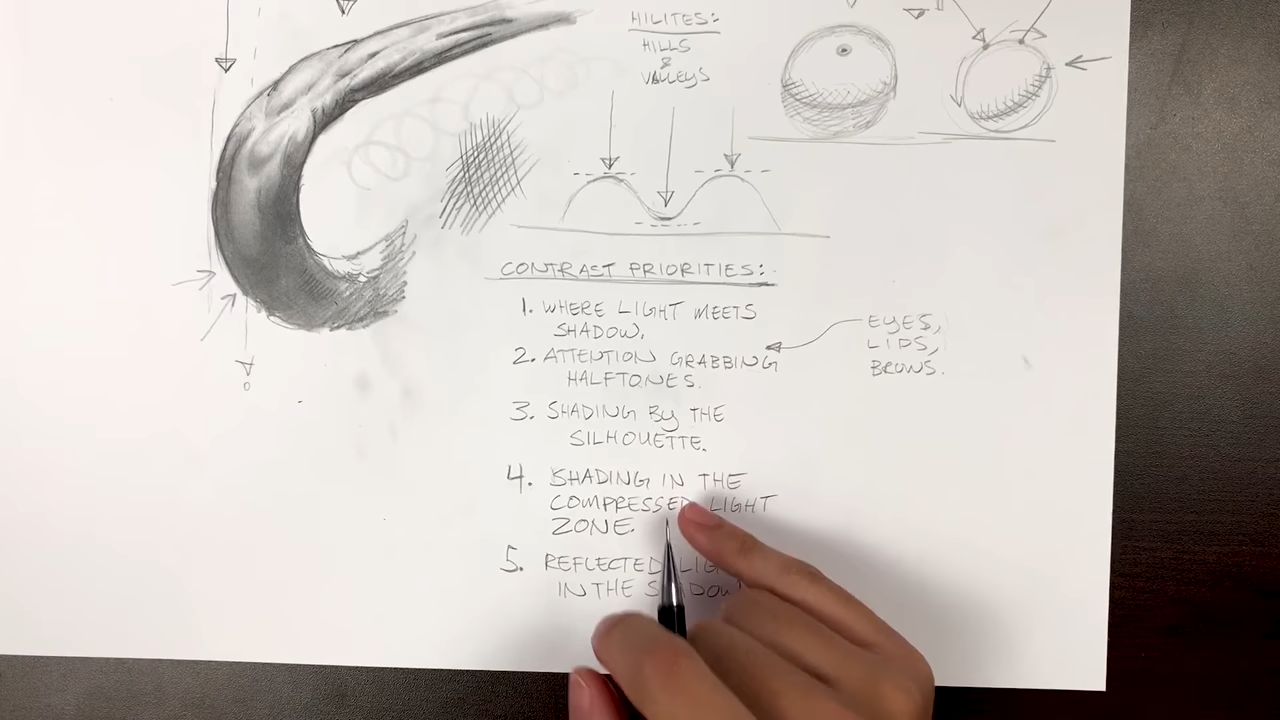 HILITES:
HILLS
&
VALLEYS
CONTRAST PRIORITIES:
1. WHERE LIGHT MEETS
SHADOW.
2. ATTENTION GRABBING
HALFTONES.
EYES,
LIPS,
BROWS.
3. SHADING BY THE
SILHOUETTE.
4. SHADING IN THE
COMPRESSED LIGHT
ZONE.
5. REFLECTED
IN THE